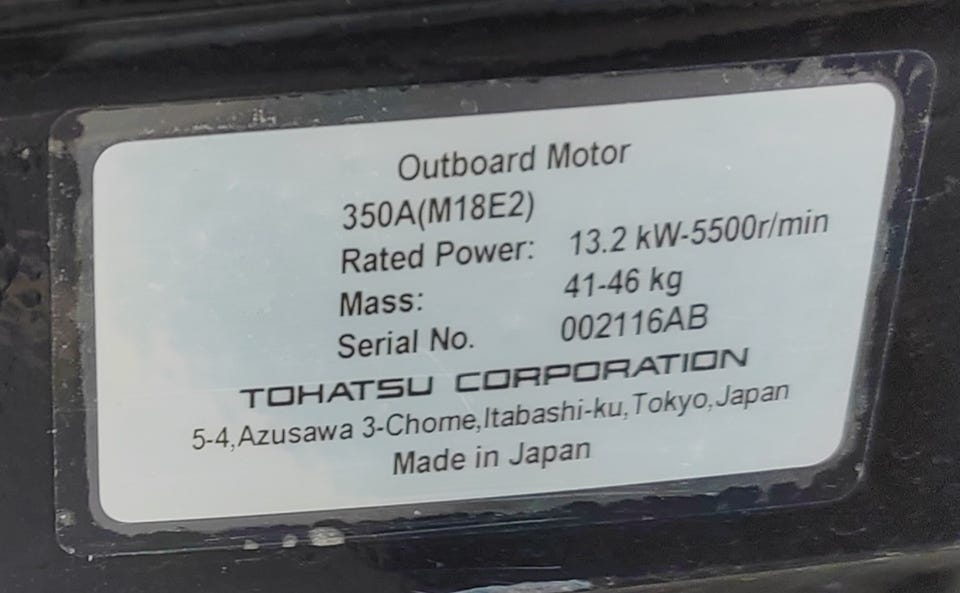 Outboard Motor
350A(M18E2)
Rated Power: 13.2 kW-5500r/min
Mass: 41-46 kg
Serial No. 002116AB
TOHATSU CORPORATION
5-4,Azusawa 3-Chome,Itabashi-ku,Tokyo,Japan
Made in Japan